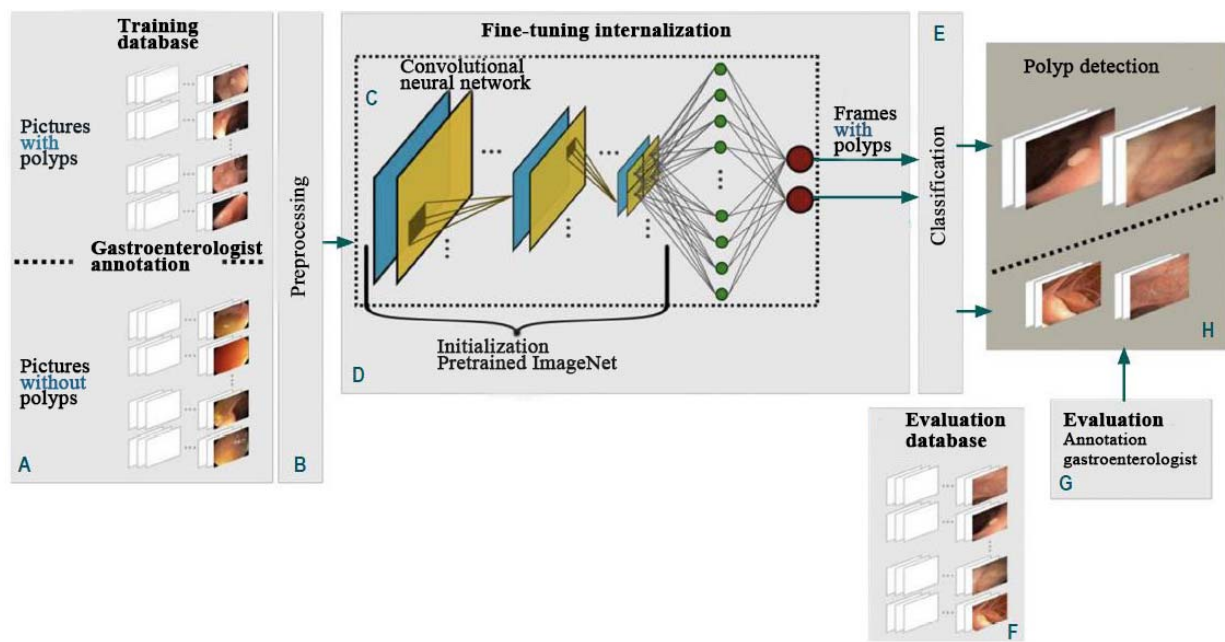 Training
database
Pictures
with
polyps
Gastroenterologist
annotation
Pictures
without
polyps
A
Preprocessing
B
Fine-tuning internalization
Convolutional
neural network
C
Initialization
Pretrained ImageNet
D
Frames
with
polyps
E
Classification
Polyp detection
H
Evaluation
database
F
Evaluation
Annotation
gastroenterologist
G